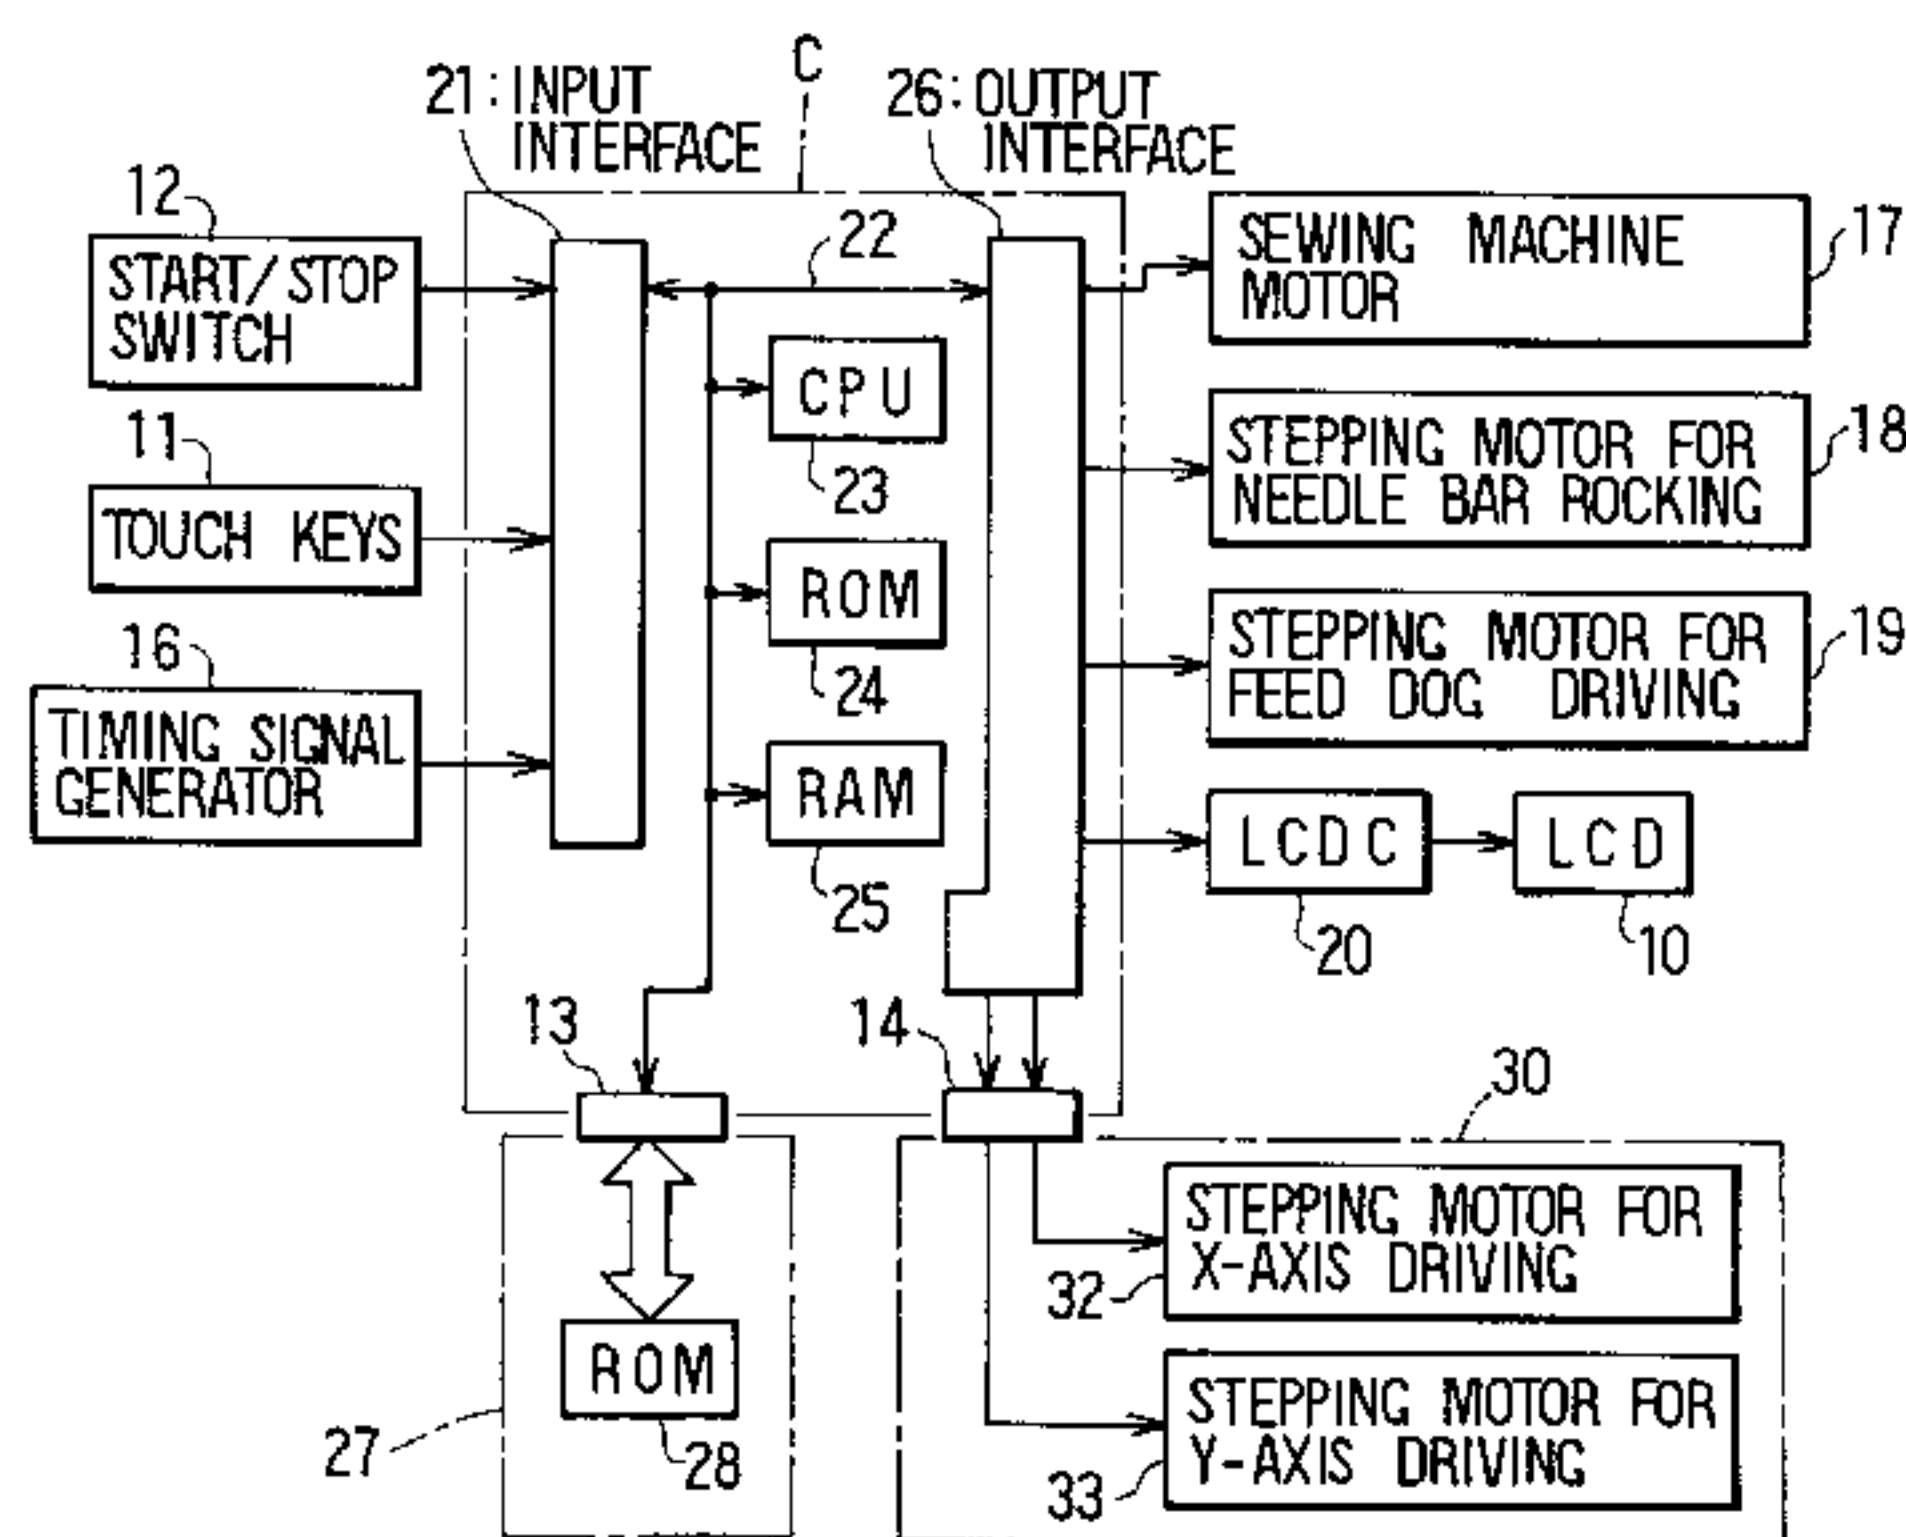 C
21: INPUT
INTERFACE
26: OUTPUT
INTERFACE
12
START/STOP
SWITCH
22
SEWING MACHINE
MOTOR
17
CPU
23
11
TOUCH KEYS
STEPPING MOTOR FOR
NEEDLE BAR ROCKING
18
ROM
24
16
TIMING SIGNAL
GENERATOR
STEPPING MOTOR FOR
FEED DOG DRIVING
19
RAM
25
LCDC
20
LCD
10
13
14
30
STEPPING MOTOR FOR
X-AXIS DRIVING
32
ROM
28
27
STEPPING MOTOR FOR
Y-AXIS DRIVING
33